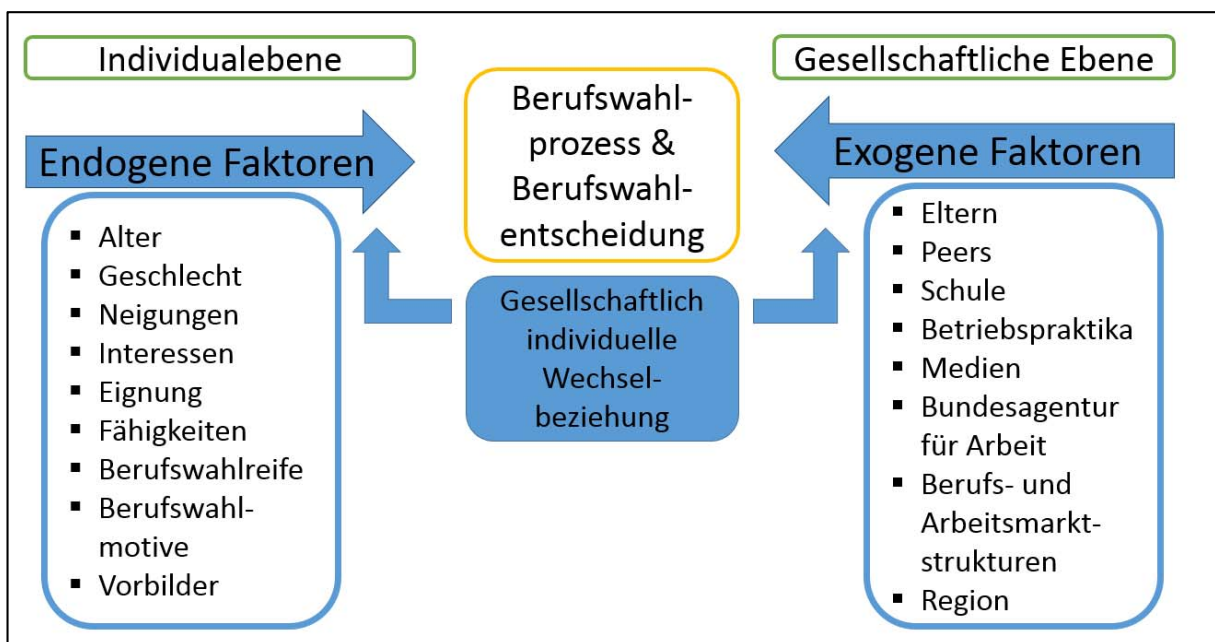 Individualebene
Endogene Faktoren
▪ Alter
▪ Geschlecht
▪ Neigungen
▪ Interessen
▪ Eignung
▪ Fähigkeiten
▪ Berufswahlreife
▪ Berufswahl-
motive
▪ Vorbilder
Berufswahl-
prozess &
Berufswahl-
entscheidung
Gesellschaftlich
individuelle
Wechsel-
beziehung
Gesellschaftliche Ebene
Exogene Faktoren
▪ Eltern
▪ Peers
▪ Schule
▪ Betriebspraktika
▪ Medien
▪ Bundesagentur
für Arbeit
▪ Berufs- und
Arbeitsmarkt-
strukturen
▪ Region